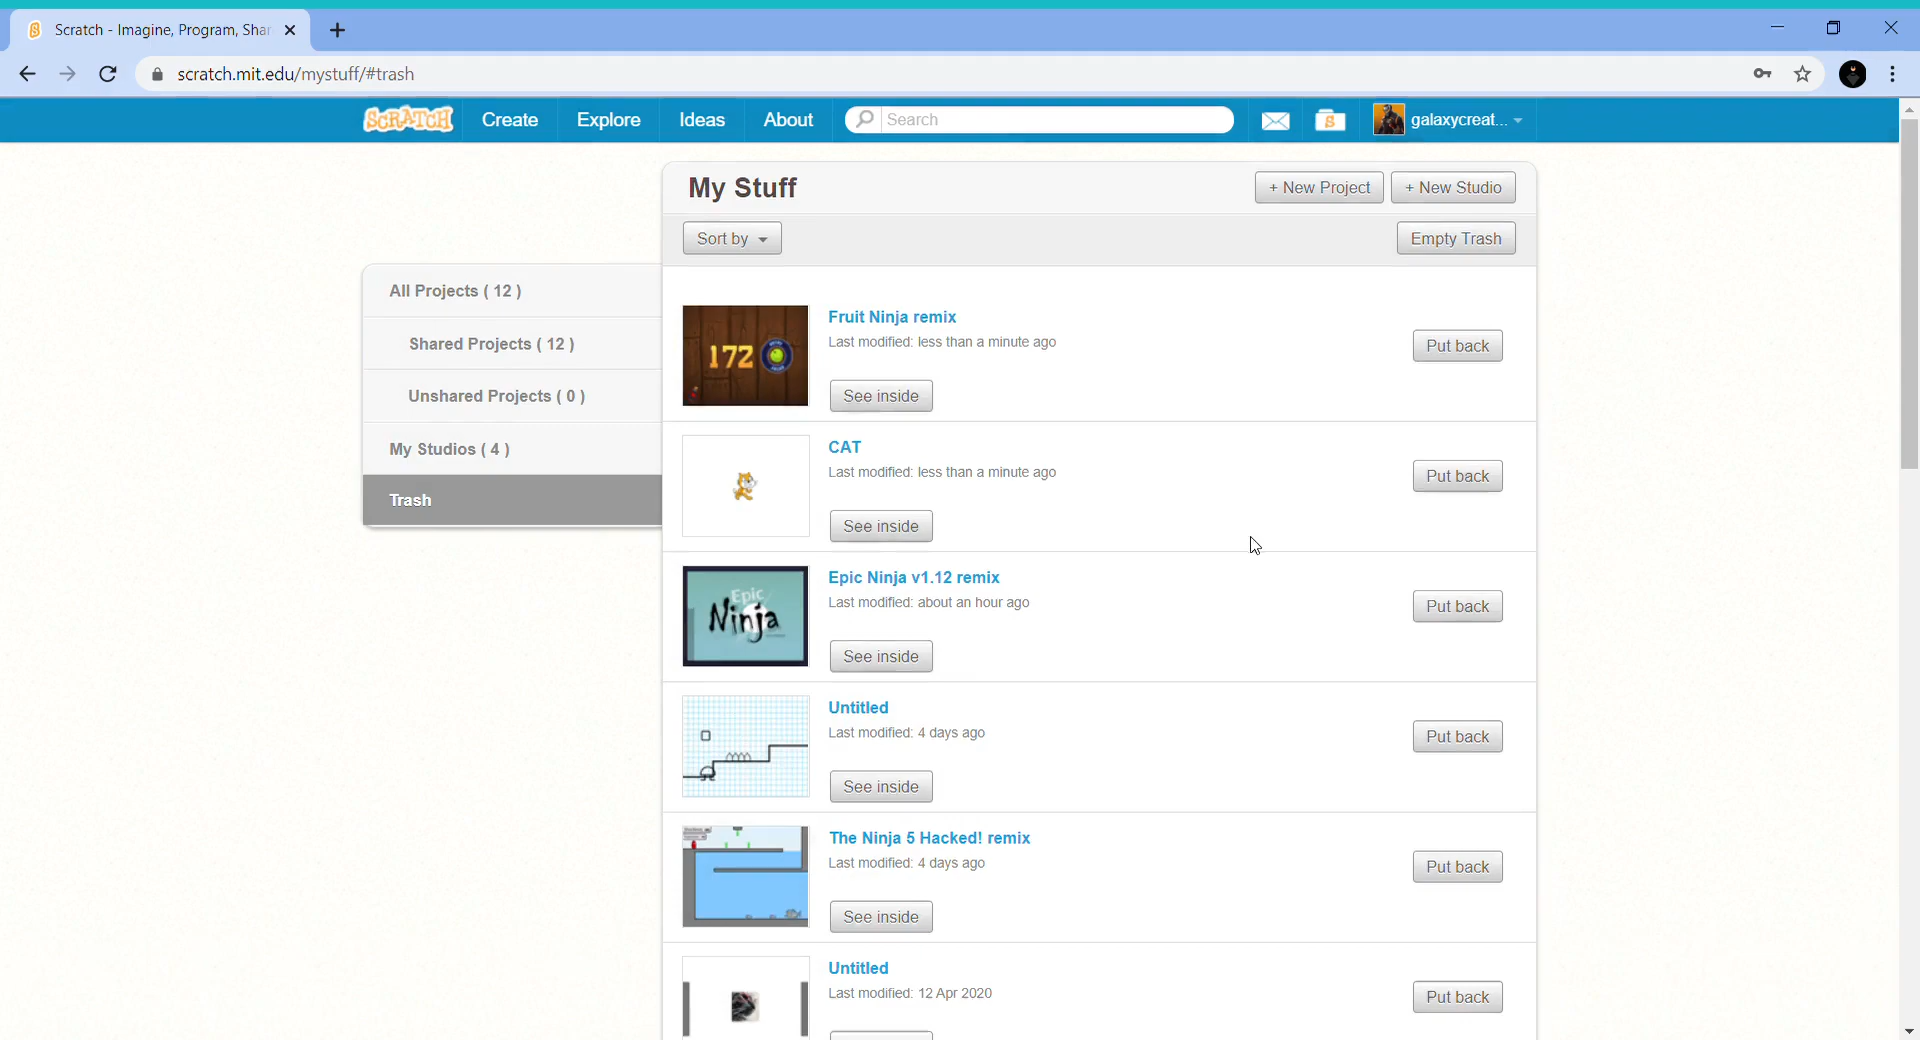 Scratch - Imagine, Program, Shar
scratch.mit.edu/mystuff/#trash
SCRATCH
Create
Explore
Ideas
About
Search
S
galaxycreat...
My Stuff
+ New Project
+ New Studio
Sort by
Empty Trash
All Projects ( 12 )
Shared Projects ( 12 )
Unshared Projects ( 0 )
My Studios ( 4 )
Trash
172
Fruit Ninja remix
Last modified: less than a minute ago
See inside
Put back
CAT
Last modified: less than a minute ago
See inside
Put back
Epic
Ninja
Epic Ninja v1.12 remix
Last modified: about an hour ago
See inside
Put back
Untitled
Last modified: 4 days ago
See inside
Put back
The Ninja 5 Hacked! remix
Last modified: 4 days ago
See inside
Put back
Untitled
Last modified: 12 Apr 2020
Put back